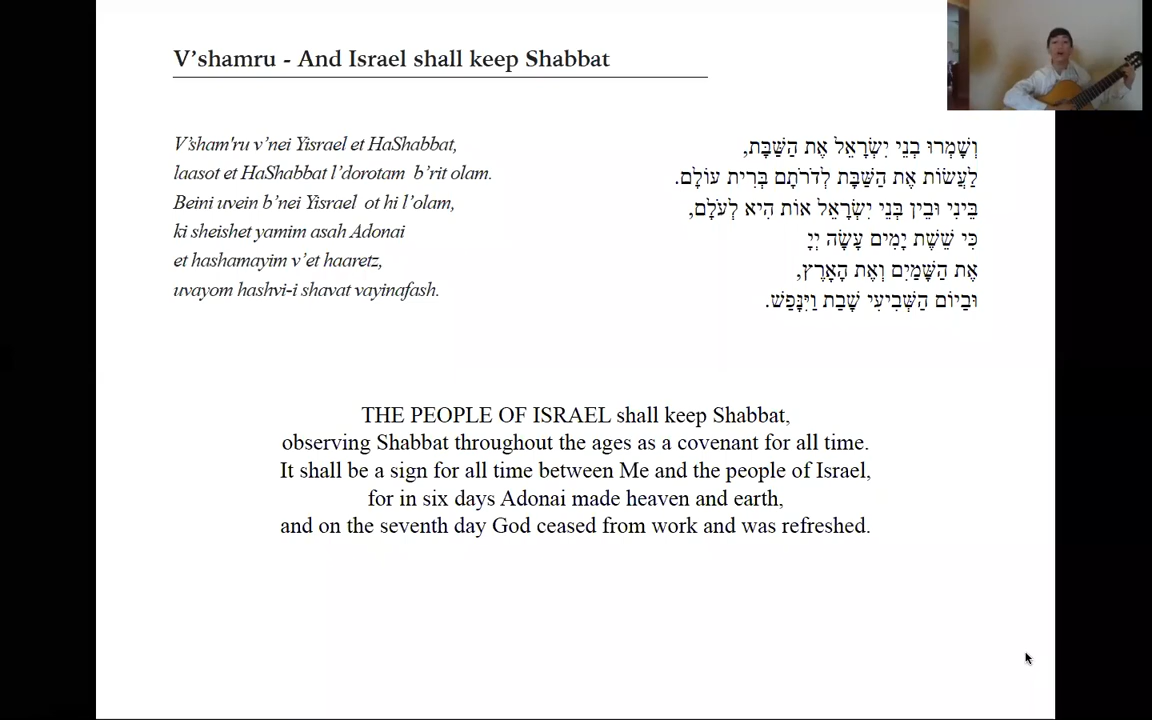 V'shamru - And Israel shall keep Shabbat
V'sham'ru v'nei Yisrael et HaShabbat,
laasot et HaShabbat l'dorotam b'rit olam.
Beini uvein b'nei Yisrael ot hi l'olam,
ki sheishet yamim asah Adonai
et hashamayim v'et haaretz,
uvayom hashvi-i shavat vayinafash.
וְשָׁמְרוּ בְנֵי יִשְׂרָאֵל אֶת הַשַּׁבָּת,
לַעֲשׂוֹת אֶת הַשַּׁבָּת לְדֹרֹתָם בְּרִית עוֹלָם.
בֵּינִי וּבֵין בְּנֵי יִשְׂרָאֵל אוֹת הִיא לְעֹלָם,
כִּי שֵׁשֶׁת יָמִים עָשָׂה יְיָ
אֶת הַשָּׁמַיִם וְאֶת הָאָרֶץ,
וּבַיוֹם הַשְּׁבִיעִי שָׁבַת וַיִּנָּפַשׁ.
THE PEOPLE OF ISRAEL shall keep Shabbat,
observing Shabbat throughout the ages as a covenant for all time.
It shall be a sign for all time between Me and the people of Israel,
for in six days Adonai made heaven and earth,
and on the seventh day God ceased from work and was refreshed.